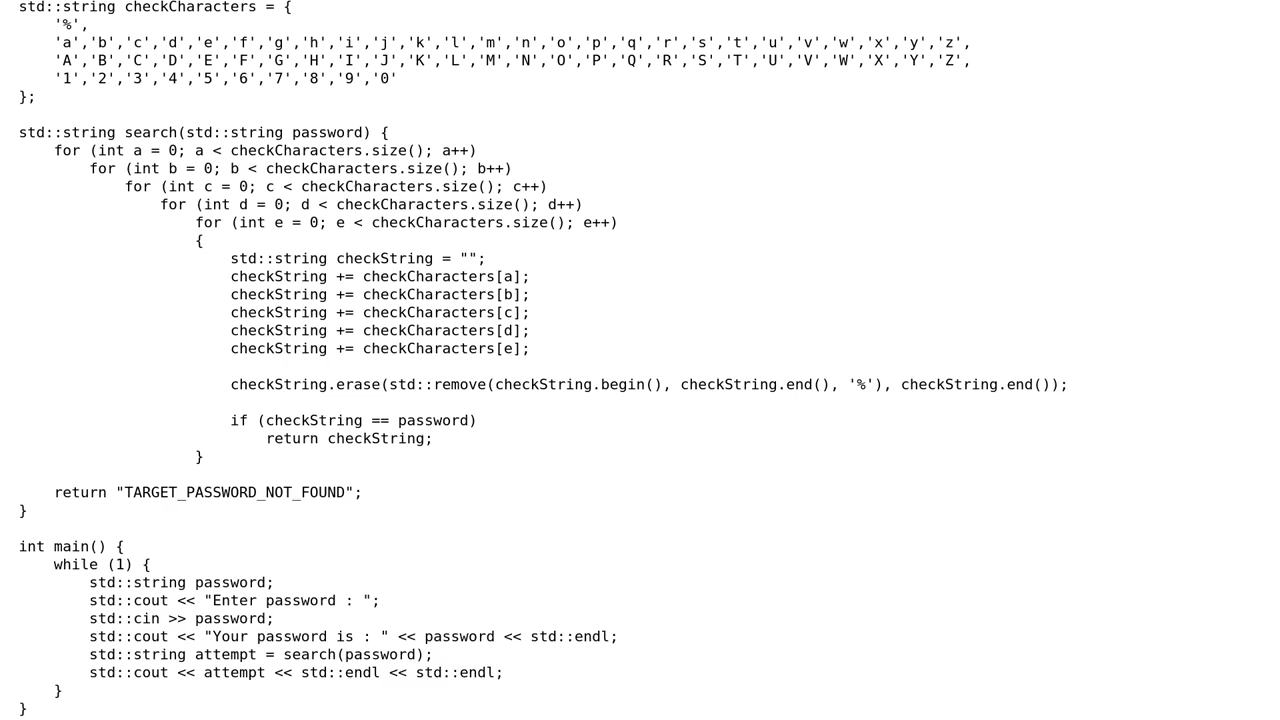 std::string checkCharacters = {
    '%',
    'a','b','c','d','e','f','g','h','i','j','k','l','m','n','o','p','q','r','s','t','u','v','w','x','y','z',
    'A','B','C','D','E','F','G','H','I','J','K','L','M','N','O','P','Q','R','S','T','U','V','W','X','Y','Z',
    '1','2','3','4','5','6','7','8','9','0'
};

std::string search(std::string password) {
    for (int a = 0; a < checkCharacters.size(); a++)
        for (int b = 0; b < checkCharacters.size(); b++)
            for (int c = 0; c < checkCharacters.size(); c++)
                for (int d = 0; d < checkCharacters.size(); d++)
                    for (int e = 0; e < checkCharacters.size(); e++)
                    {
                        std::string checkString = "";
                        checkString += checkCharacters[a];
                        checkString += checkCharacters[b];
                        checkString += checkCharacters[c];
                        checkString += checkCharacters[d];
                        checkString += checkCharacters[e];

                        checkString.erase(std::remove(checkString.begin(), checkString.end(), '%'), checkString.end());

                        if (checkString == password)
                            return checkString;
                    }

    return "TARGET_PASSWORD_NOT_FOUND";
}

int main() {
    while (1) {
        std::string password;
        std::cout << "Enter password : ";
        std::cin >> password;
        std::cout << "Your password is : " << password << std::endl;
        std::string attempt = search(password);
        std::cout << attempt << std::endl << std::endl;
    }
}